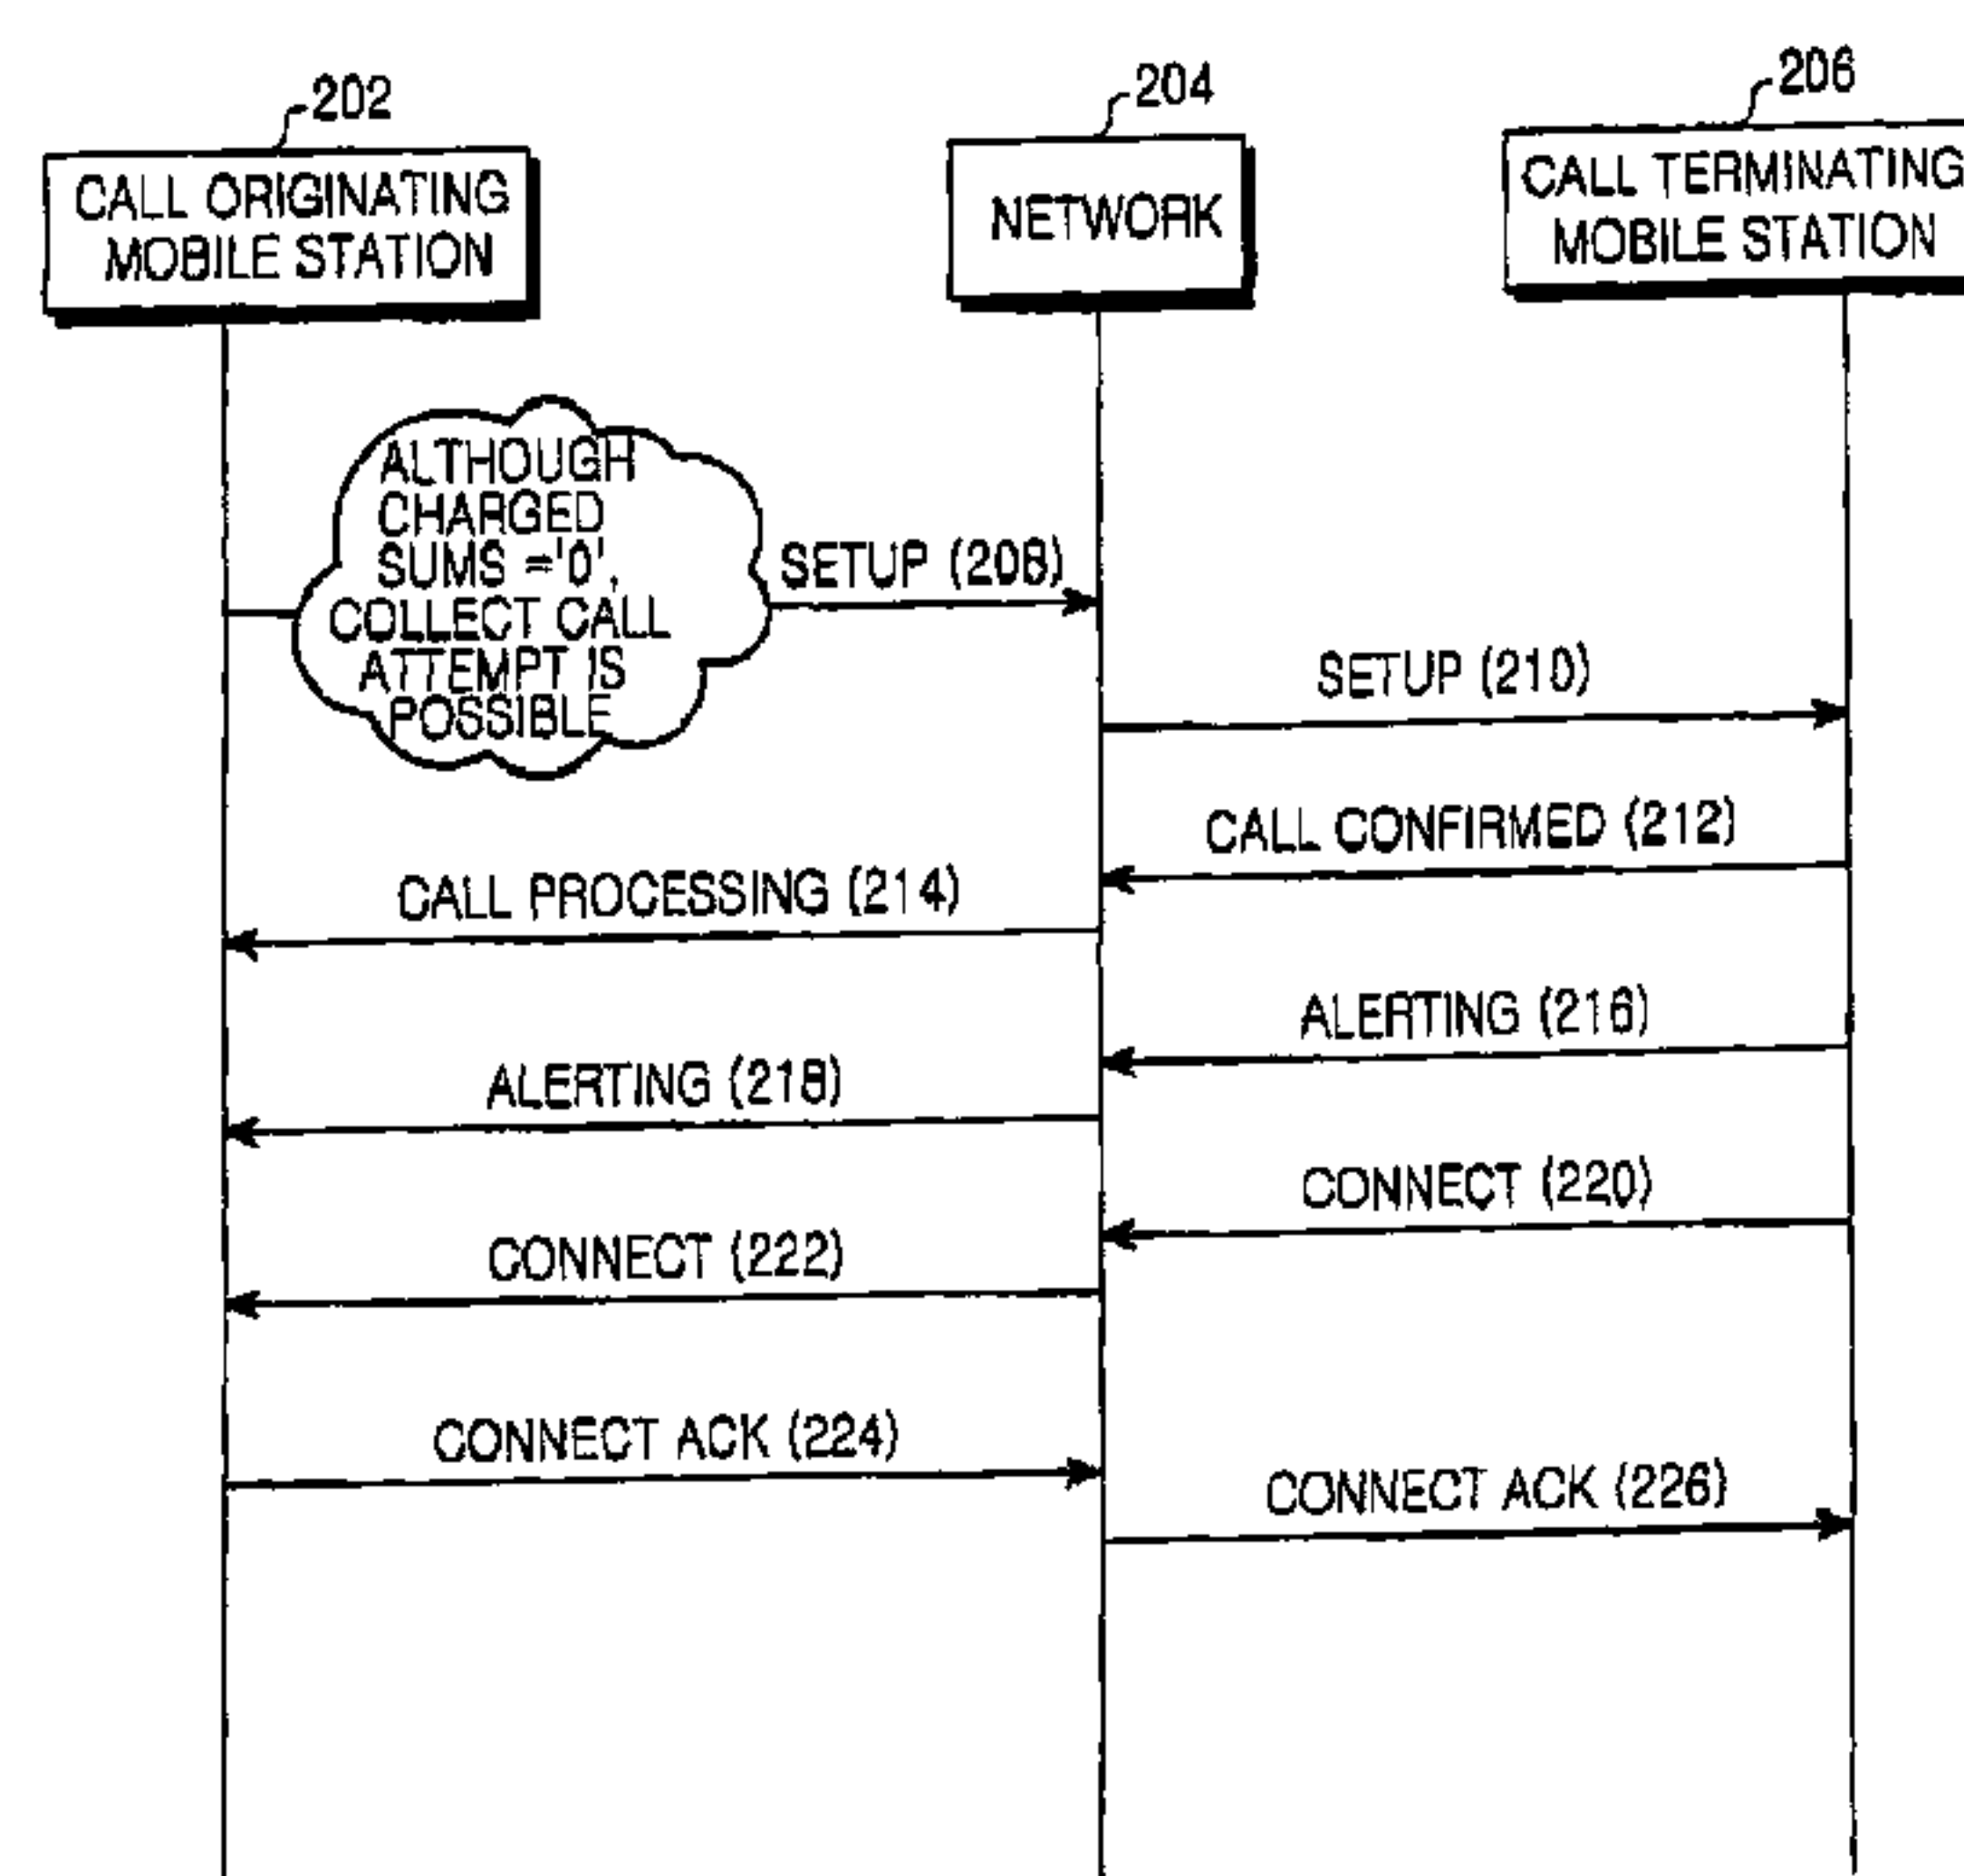 202
204
206
CALL ORIGINATING
MOBILE STATION
NETWORK
CALL TERMINATING
MOBILE STATION
ALTHOUGH
CHARGED
SUMS ='0',
COLLECT CALL
ATTEMPT IS
POSSIBLE
SETUP (208)
SETUP (210)
CALL CONFIRMED (212)
CALL PROCESSING (214)
ALERTING (216)
ALERTING (218)
CONNECT (220)
CONNECT (222)
CONNECT ACK (224)
CONNECT ACK (226)